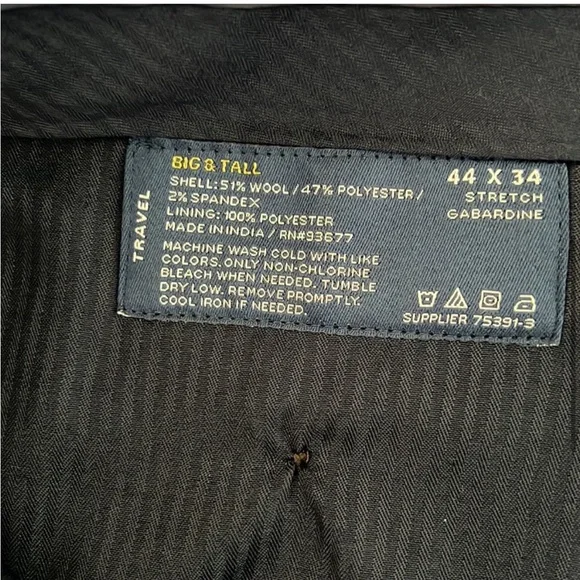 TRAVEL
BIG & TALL
SHELL: 51% WOOL / 47% POLYESTER /
2% SPANDEX
LINING: 100% POLYESTER
MADE IN INDIA / RN#93677
MACHINE WASH COLD WITH LIKE
COLORS. ONLY NON-CHLORINE
BLEACH WHEN NEEDED. TUMBLE
DRY LOW. REMOVE PROMPTLY.
COOL IRON IF NEEDED.
44 X 34
STRETCH
GABARDINE
SUPPLIER 75391-3